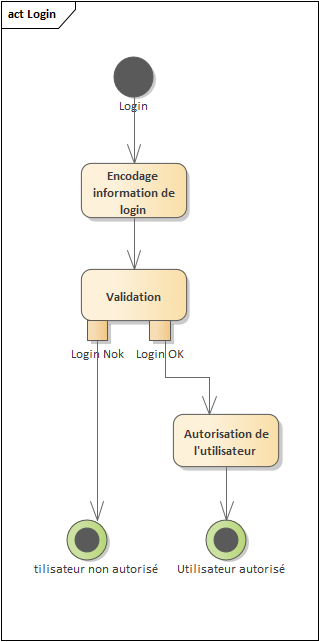 act Login
Login
Encodage
information de
login
Validation
Login Nok
Login OK
Autorisation de
l'utilisateur
tilisateur non autorisé
Utilisateur autorisé